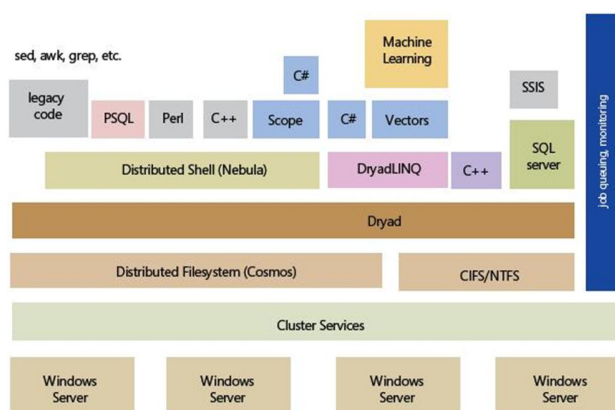 sed, awk, grep, etc.
Machine
Learning
C#
SSIS
legacy
code
PSQL
Perl
C++
Scope
C#
Vectors
SQL
server
Distributed Shell (Nebula)
DryadLINQ
C++
job queuing, monitoring
Dryad
Distributed Filesystem (Cosmos)
CIFS/NTFS
Cluster Services
Windows
Server
Windows
Server
Windows
Server
Windows
Server